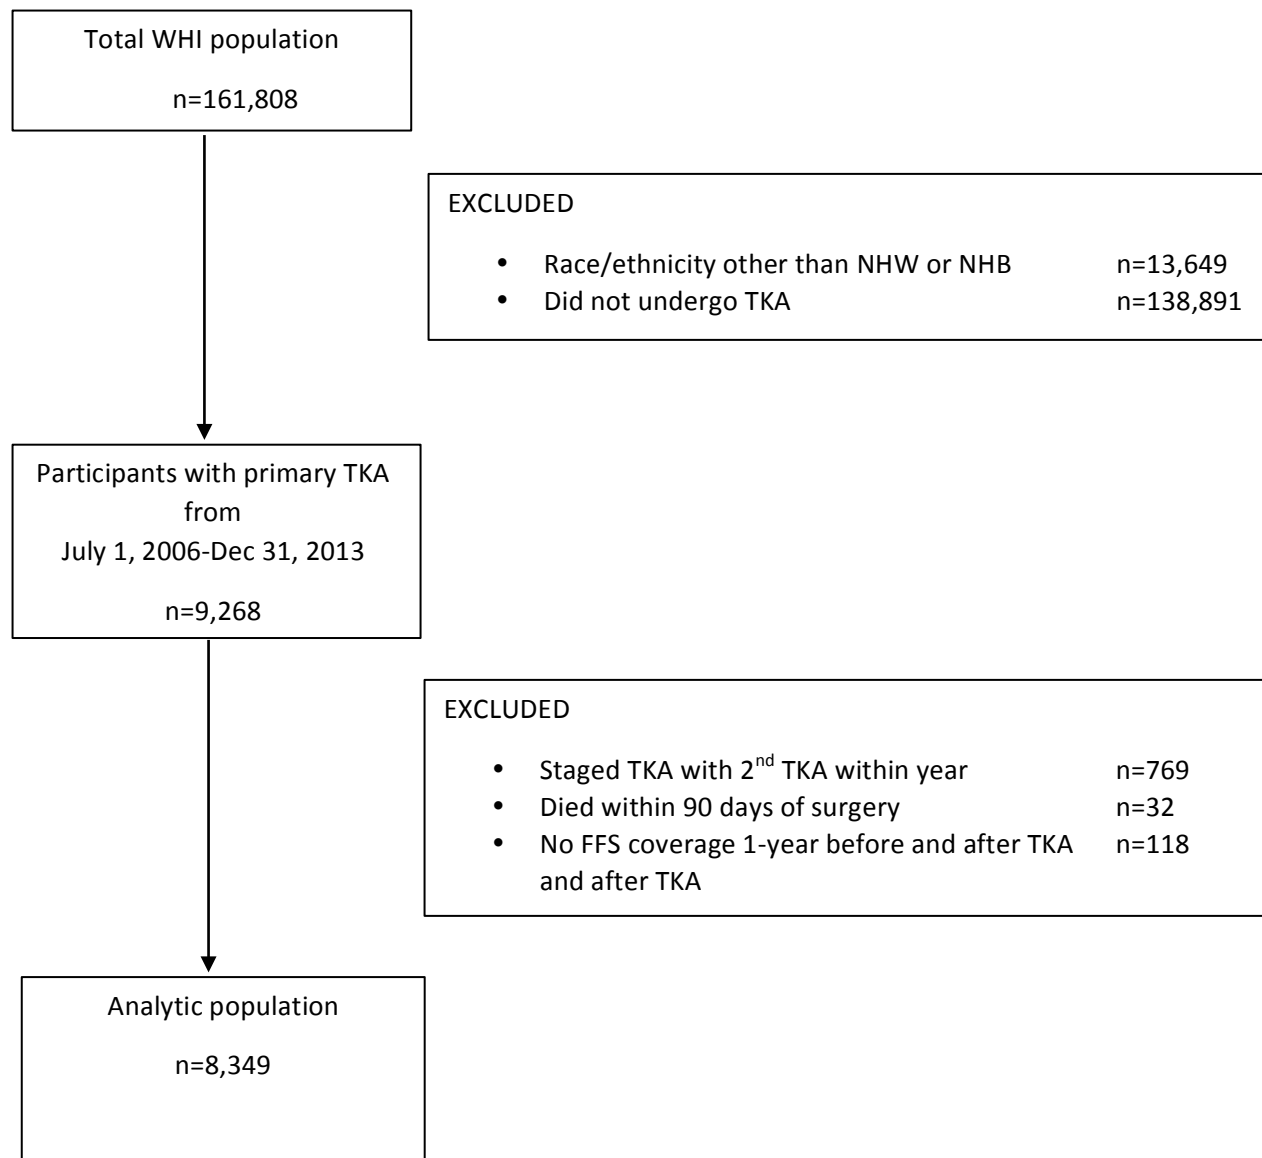 Total WHI population
n=161,808
EXCLUDED
• Race/ethnicity other than NHW or NHB n=13,649
• Did not undergo TKA n=138,891
Participants with primary TKA
from
July 1, 2006-Dec 31, 2013
n=9,268
EXCLUDED
• Staged TKA with 2nd TKA within year n=769
• Died within 90 days of surgery n=32
• No FFS coverage 1-year before and after TKA n=118
and after TKA
Analytic population
n=8,349